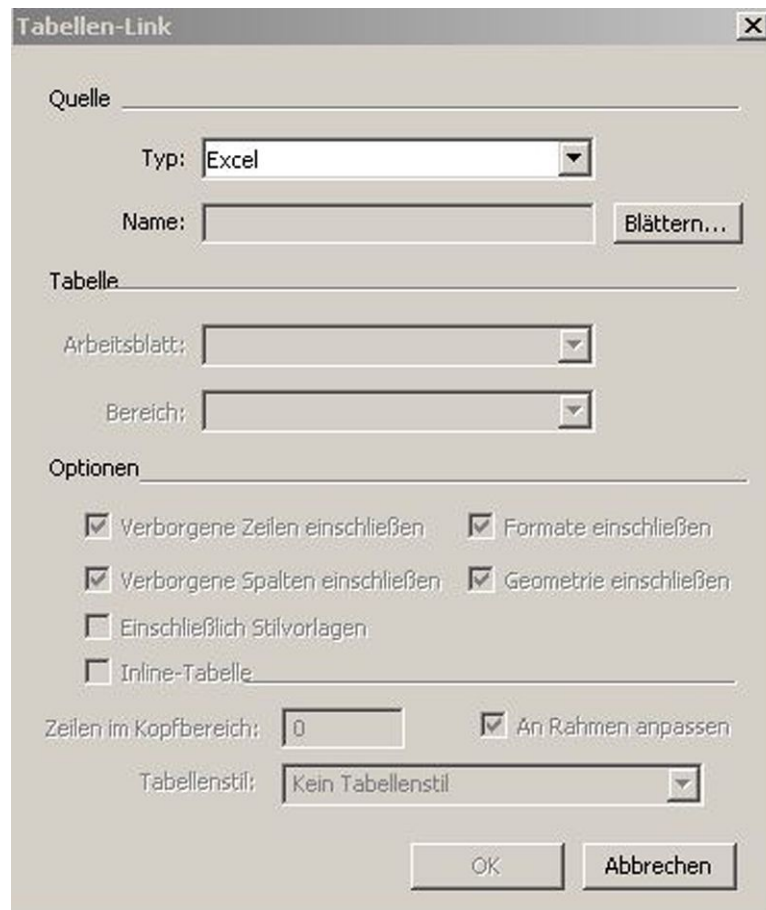 Tabellen-Link
Quelle
Typ: Excel
Name: Blättern...
Tabelle
Arbeitsblatt:
Bereich:
Optionen
Verborgene Zeilen einschließen Formate einschließen
Verborgene Spalten einschließen Geometrie einschließen
Einschließlich Stilvorlagen
Inline-Tabelle
Zeilen im Kopfbereich: 0 An Rahmen anpassen
Tabellenstil: Kein Tabellenstil
OK Abbrechen